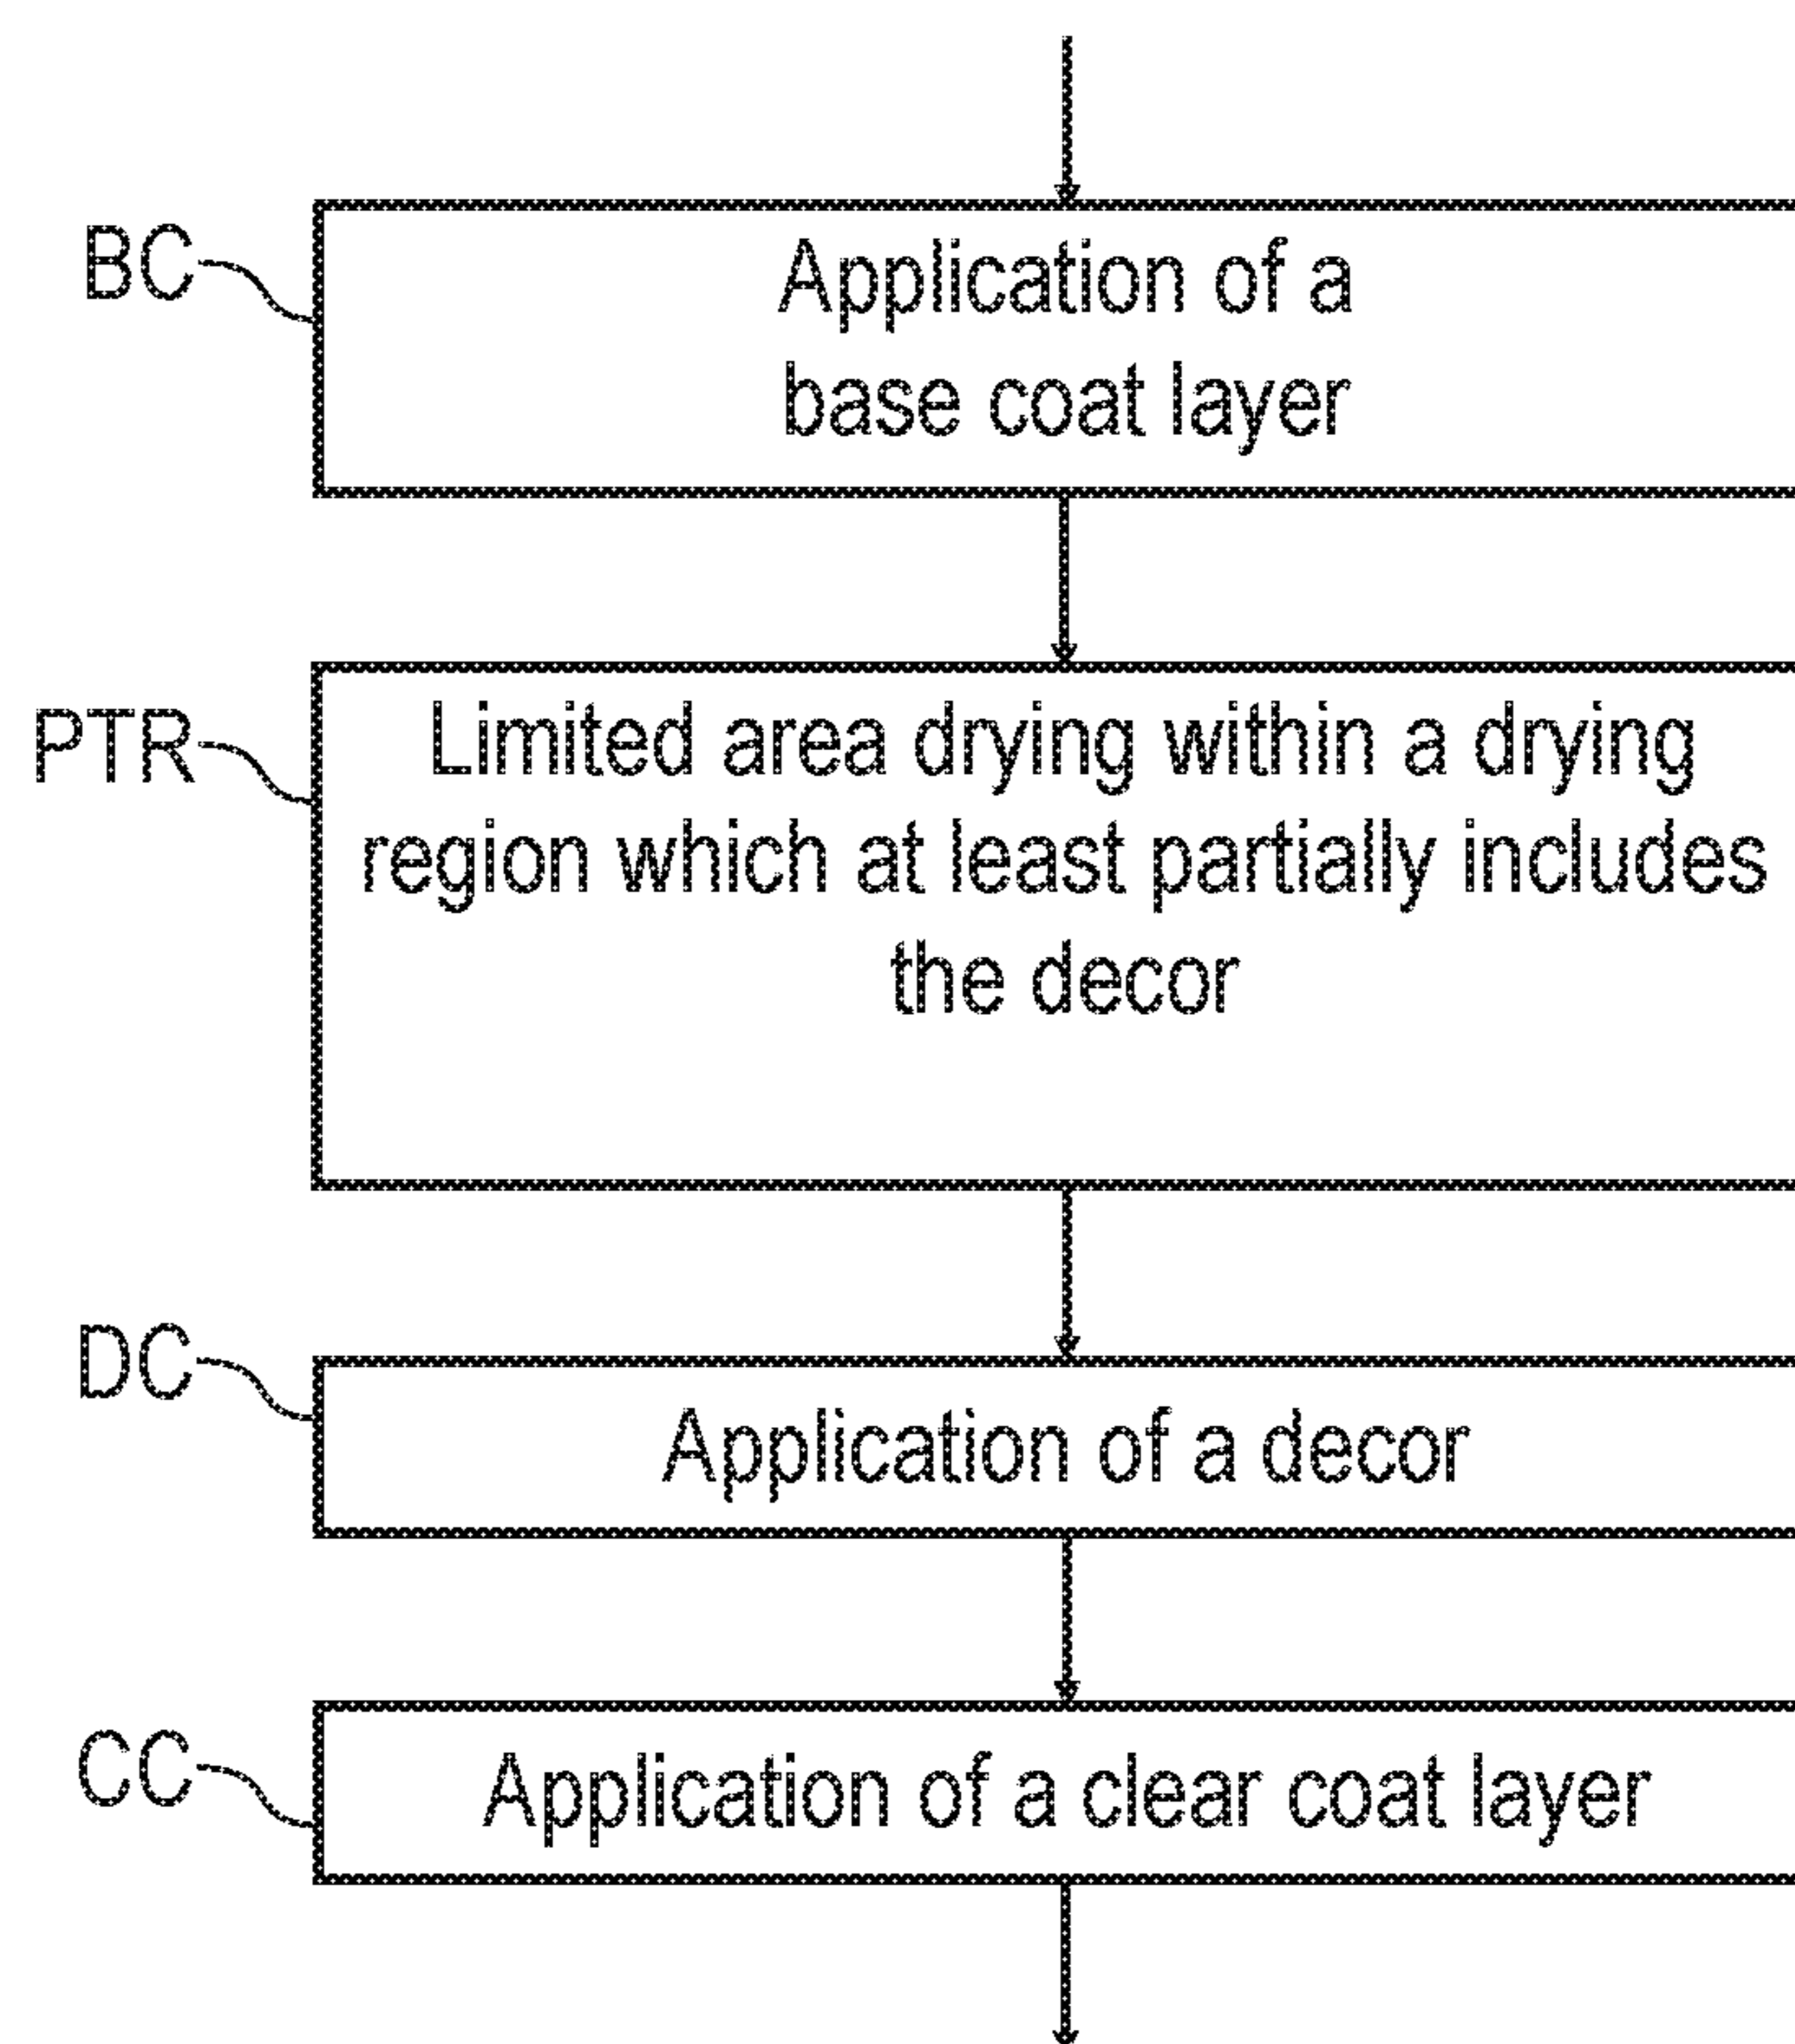 BC
Application of a
base coat layer
PTR
Limited area drying within a drying
region which at least partially includes
the decor
DC
Application of a decor
CC
Application of a clear coat layer